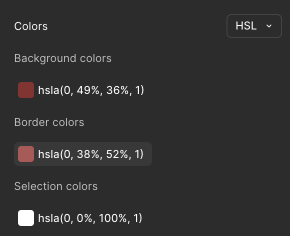 Colors
HSL
Background colors
hsla(0, 49%, 36%, 1)
Border colors
hsla(0, 38%, 52%, 1)
Selection colors
hsla(0, 0%, 100%, 1)